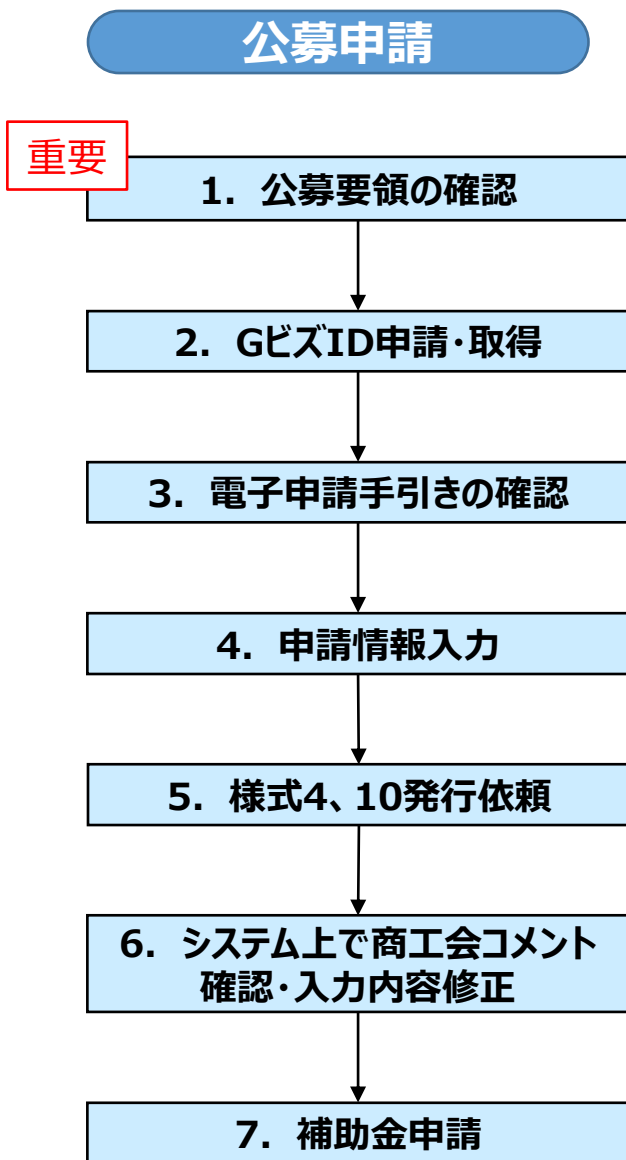 公募申請
重要
1. 公募要領の確認
2. GビズID申請・取得
3. 電子申請手引きの確認
4. 申請情報入力
5. 様式4、10発行依頼
6. システム上で商工会コメント
確認・入力内容修正
7. 補助金申請